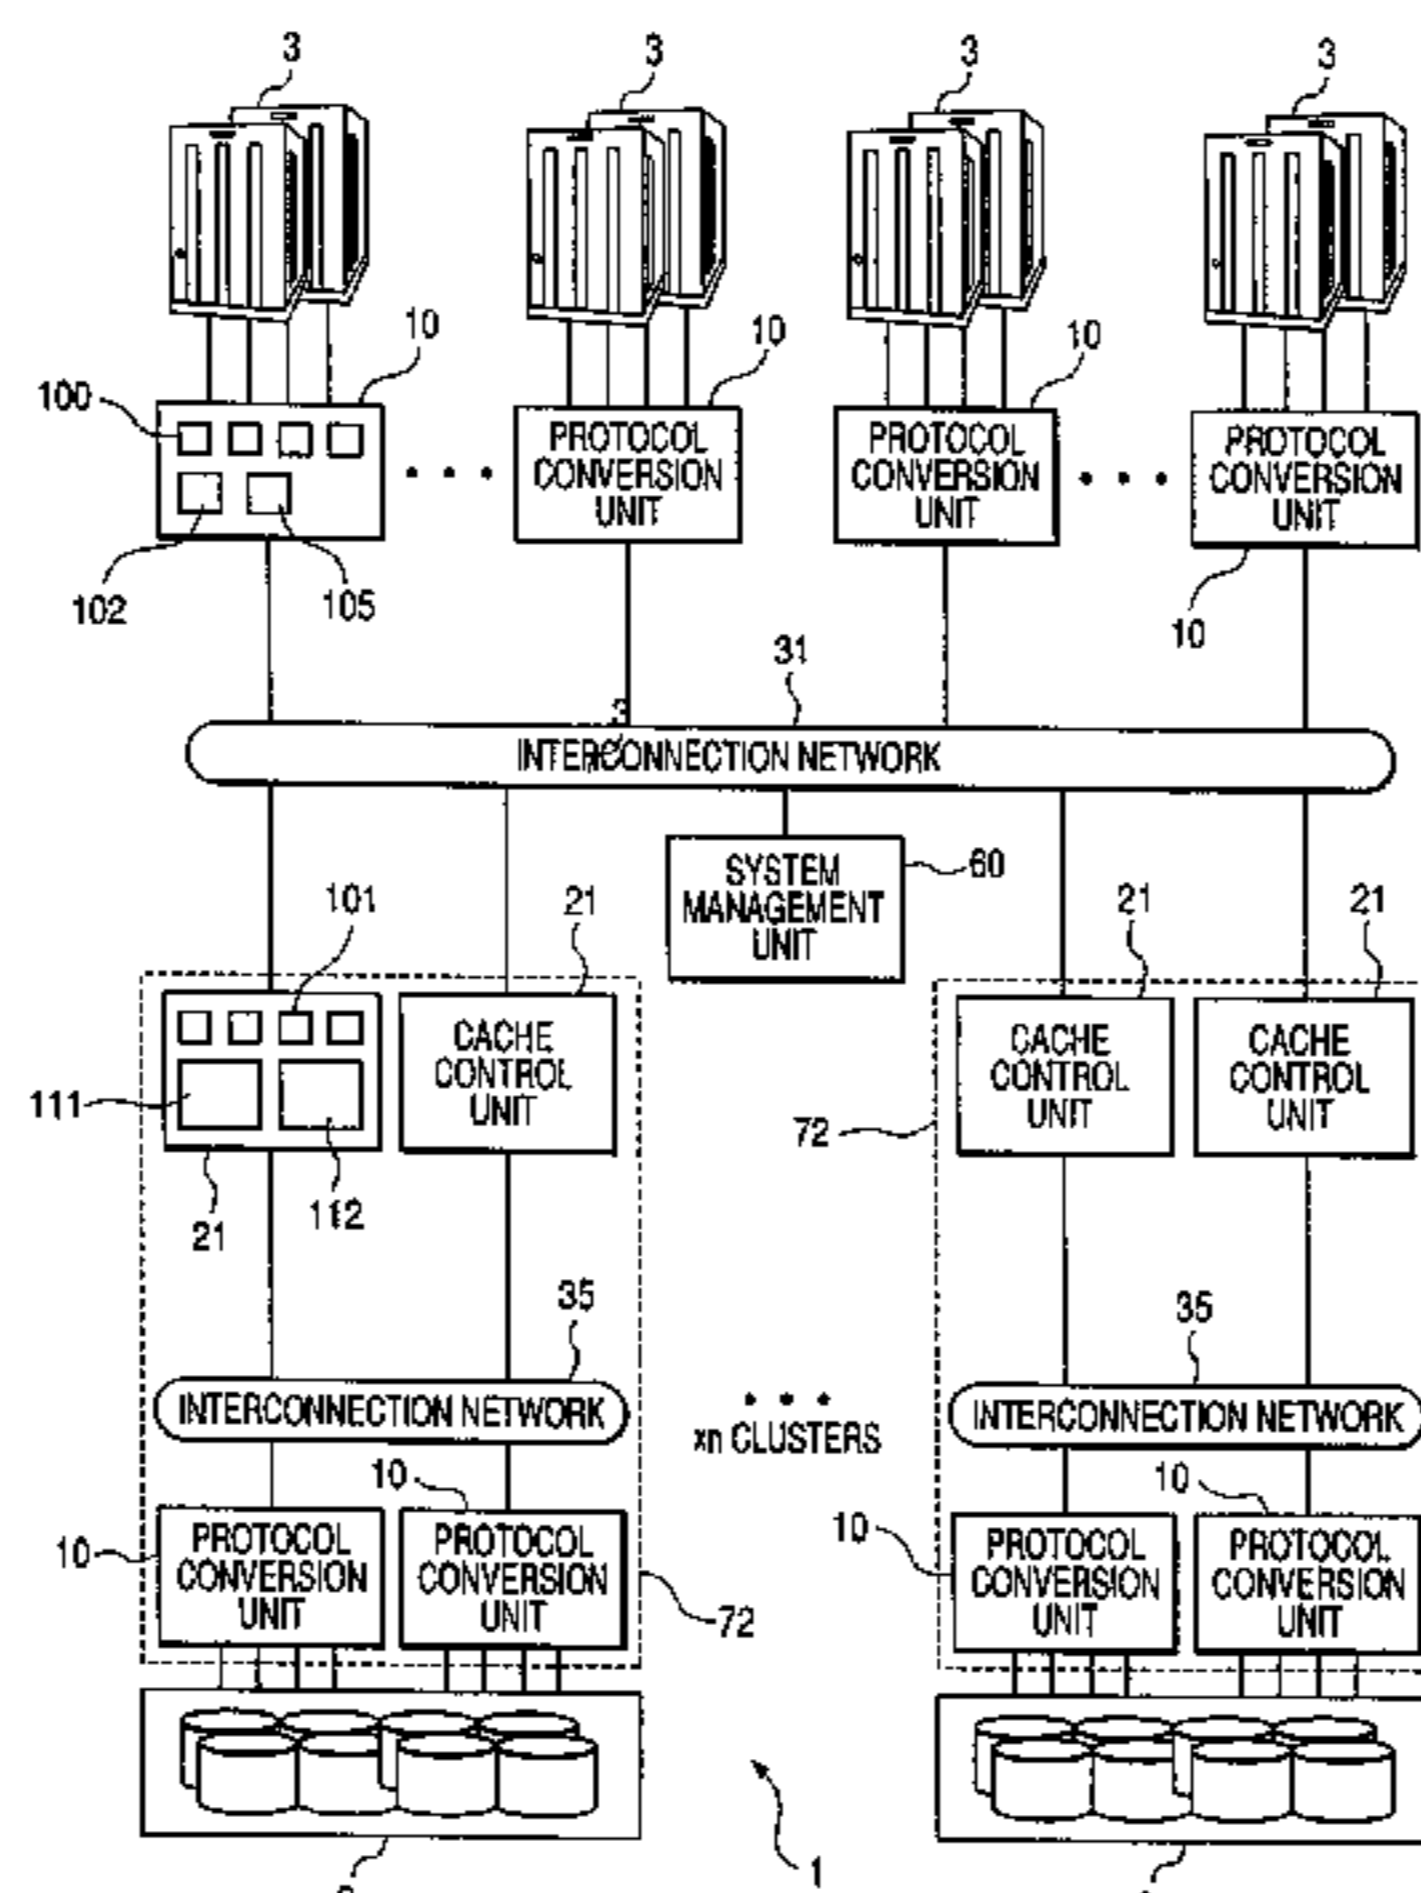 3 3 3 3
10 10 10
100
PROTOCOL
CONVERSION
UNIT
PROTOCOL
CONVERSION
UNIT
PROTOCOL
CONVERSION
UNIT
102 105 10
31
INTERCONNECTION NETWORK
SYSTEM
MANAGEMENT
UNIT
60
101 21 21 21
CACHE
CONTROL
UNIT
CACHE
CONTROL
UNIT
CACHE
CONTROL
UNIT
111 72
21 112
35 35
INTERCONNECTION NETWORK
xn CLUSTERS
INTERCONNECTION NETWORK
10 10
10 10
PROTOCOL
CONVERSION
UNIT
PROTOCOL
CONVERSION
UNIT
PROTOCOL
CONVERSION
UNIT
PROTOCOL
CONVERSION
UNIT
72
1